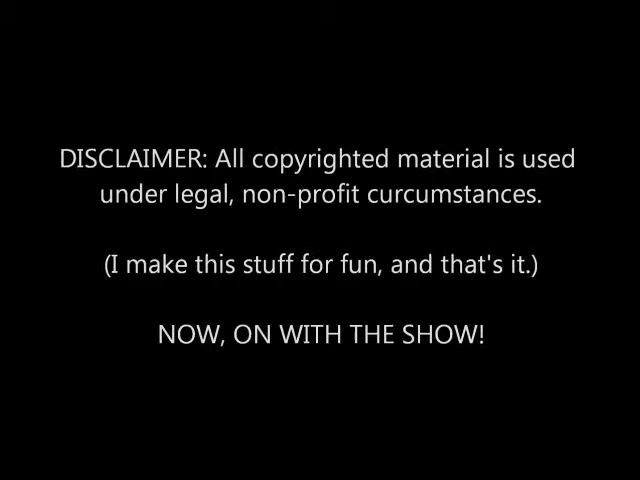 DISCLAIMER: All copyrighted material is used
under legal, non-profit curcumstances.
(I make this stuff for fun, and that's it.)
NOW, ON WITH THE SHOW!